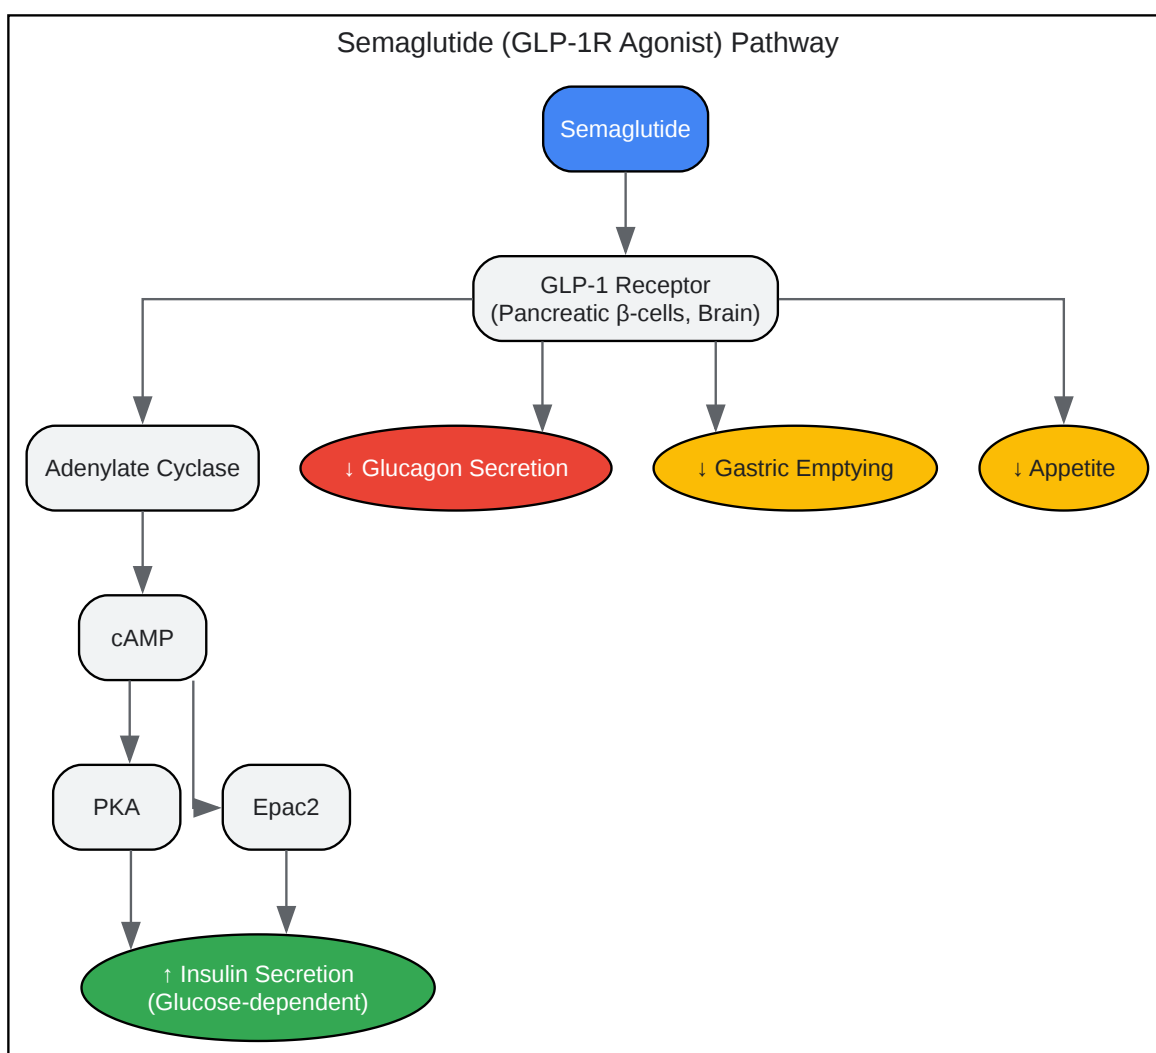 Semaglutide (GLP-1R Agonist) Pathway
Semaglutide
GLP-1 Receptor
(Pancreatic β-cells, Brain)
Adenylate Cyclase
↓ Glucagon Secretion
↓ Gastric Emptying
↓ Appetite
cAMP
PKA
Epac2
↑ Insulin Secretion
(Glucose-dependent)